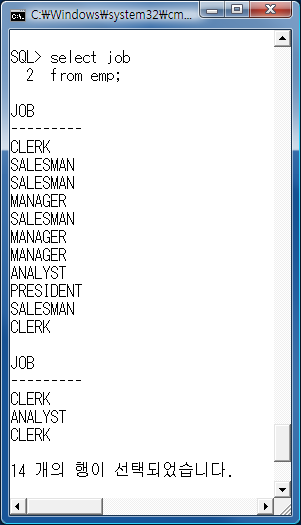 C:₩Windows₩system32₩cm...
SQL> select job
  2  from emp;
JOB
---------
CLERK
SALESMAN
SALESMAN
MANAGER
SALESMAN
MANAGER
MANAGER
ANALYST
PRESIDENT
SALESMAN
CLERK
JOB
---------
CLERK
ANALYST
CLERK
14 개의 행이 선택되었습니다.